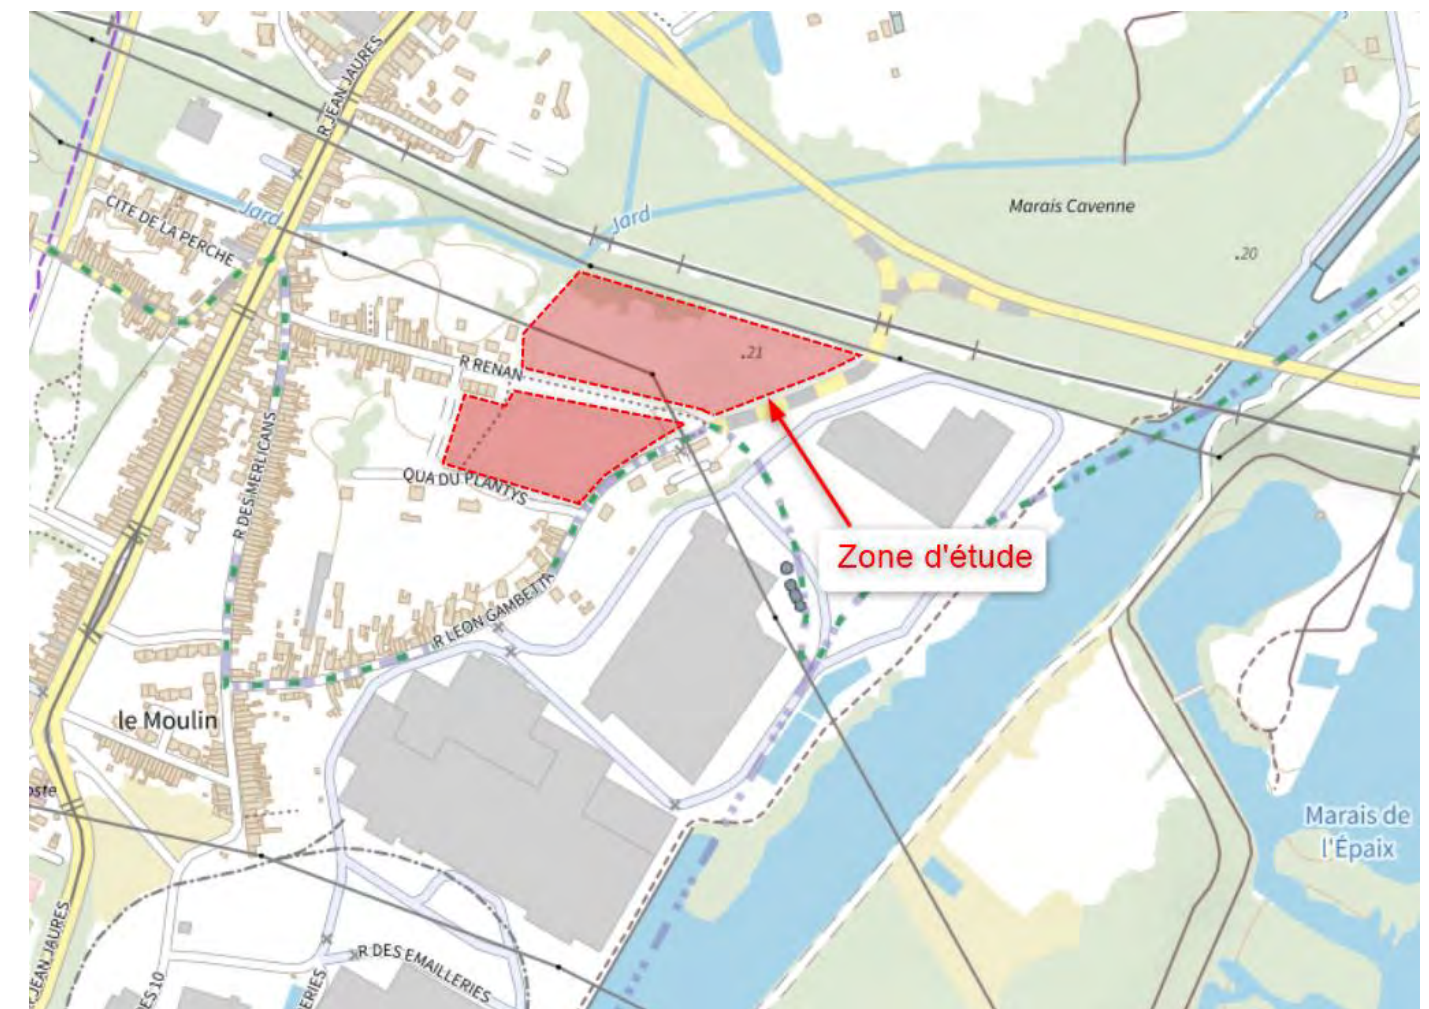 R JEAN JAURES
CITE DE LA PERCHE
Jard
Jard
Marais Cavenne
.20
.21
R RENAN
R DES MERLICANS
QUA DU PLANTYS
Zone d'étude
R LEON GAMBETTA
le Moulin
Marais de
l'Épaix
JEAN JAURES
R DES EMAILLERIES